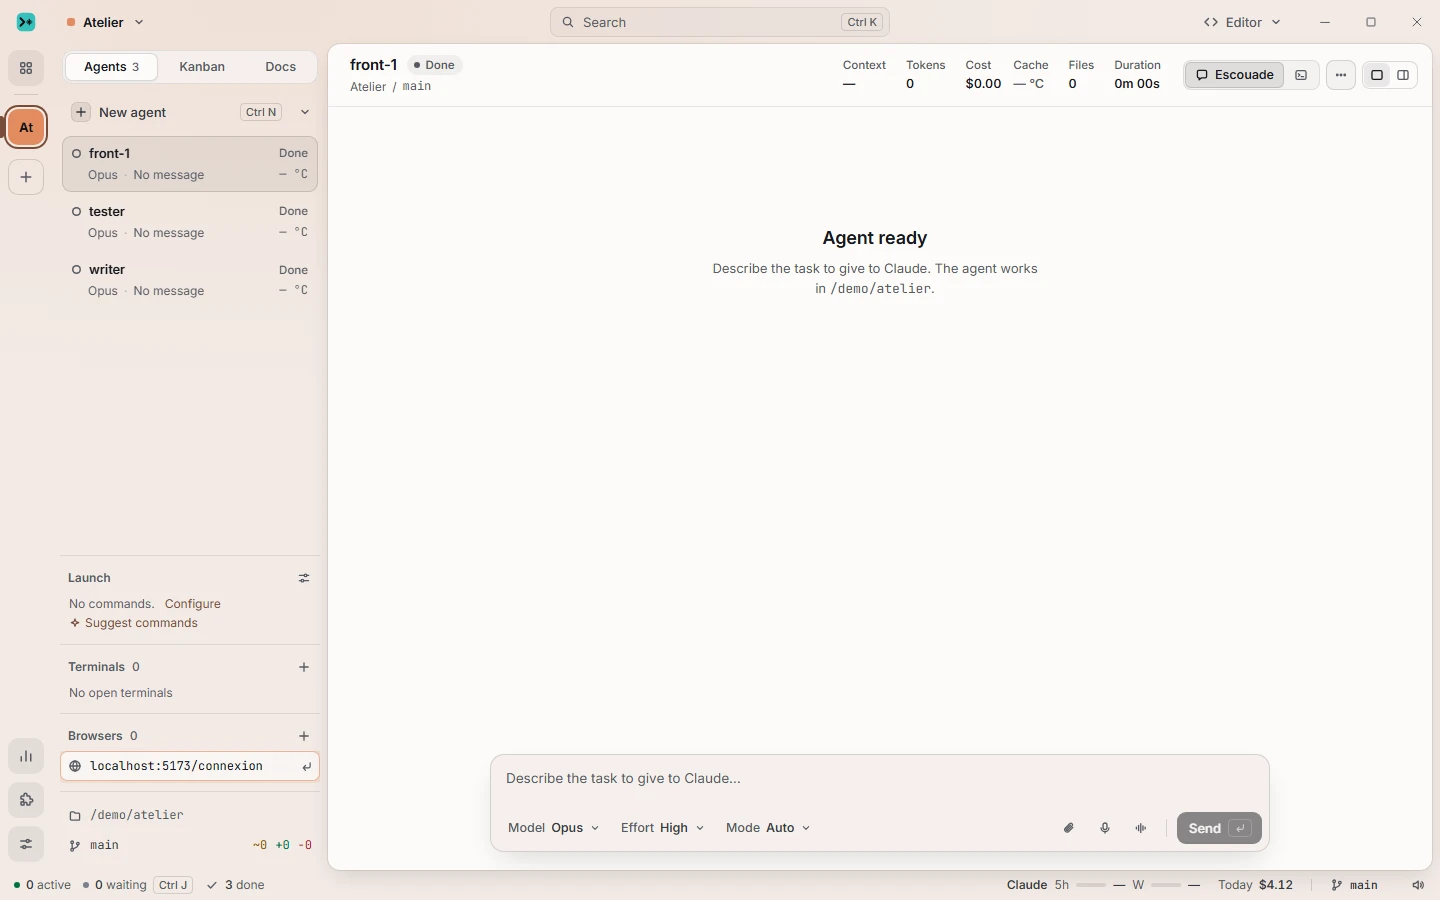 Atelier
Search
Ctrl K
Editor
Agents 3
Kanban
Docs
At
New agent
Ctrl N
front-1
Done
Opus · No message
– °C
tester
Done
Opus · No message
– °C
writer
Done
Opus · No message
– °C
Launch
No commands. Configure
Suggest commands
Terminals 0
No open terminals
Browsers 0
localhost:5173/connexion
/demo/atelier
main
~0 +0 -0
front-1
Done
Atelier / main
Context
—
Tokens
0
Cost
$0.00
Cache
— °C
Files
0
Duration
0m 00s
Escouade
Agent ready
Describe the task to give to Claude. The agent works
in /demo/atelier.
Describe the task to give to Claude...
Model Opus
Effort High
Mode Auto
Send
0 active
0 waiting
Ctrl J
3 done
Claude 5h — W —
Today $4.12
main